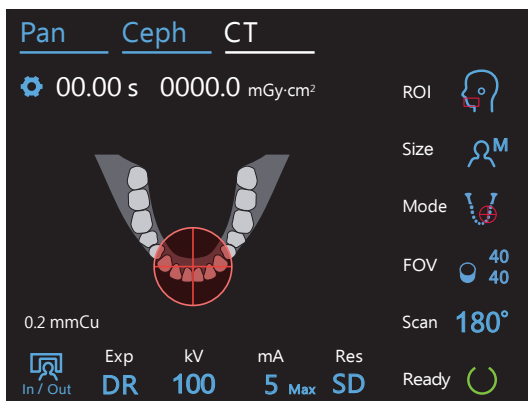 Pan Ceph CT
00.00 s 0000.0 mGy·cm²
ROI
Size M
Mode
FOV 40
40
Scan 180°
0.2 mmCu
Exp kV mA Res
In / Out DR 100 5 Max SD
Ready